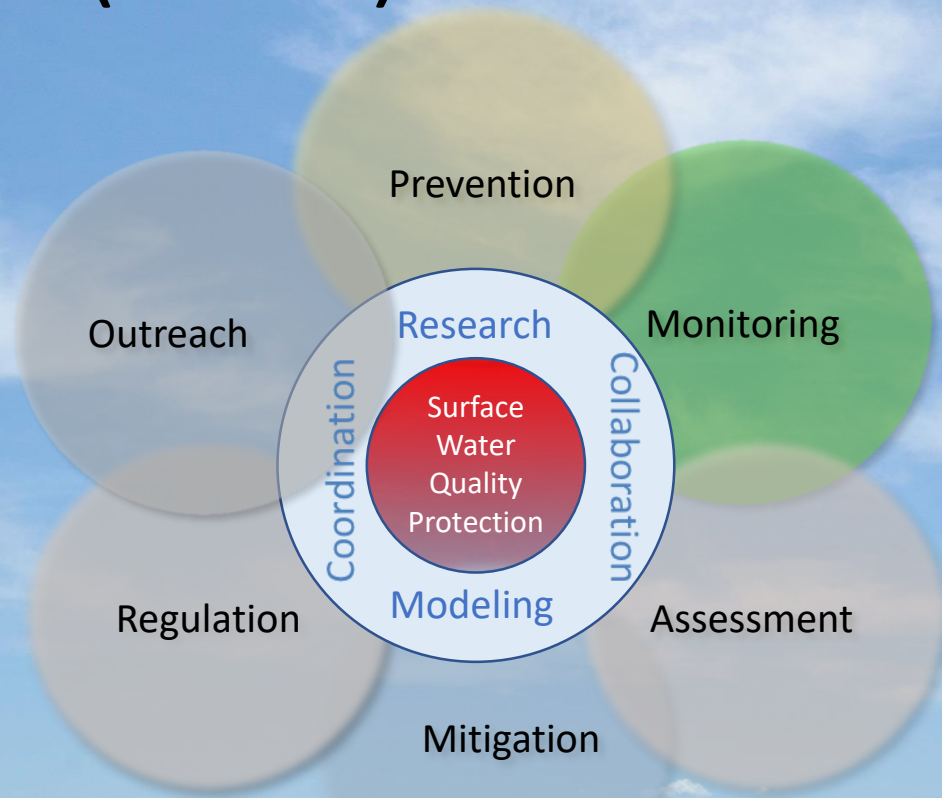 Prevention
Outreach
Monitoring
Research
Coordination
Collaboration
Surface
Water
Quality
Protection
Modeling
Regulation
Assessment
Mitigation